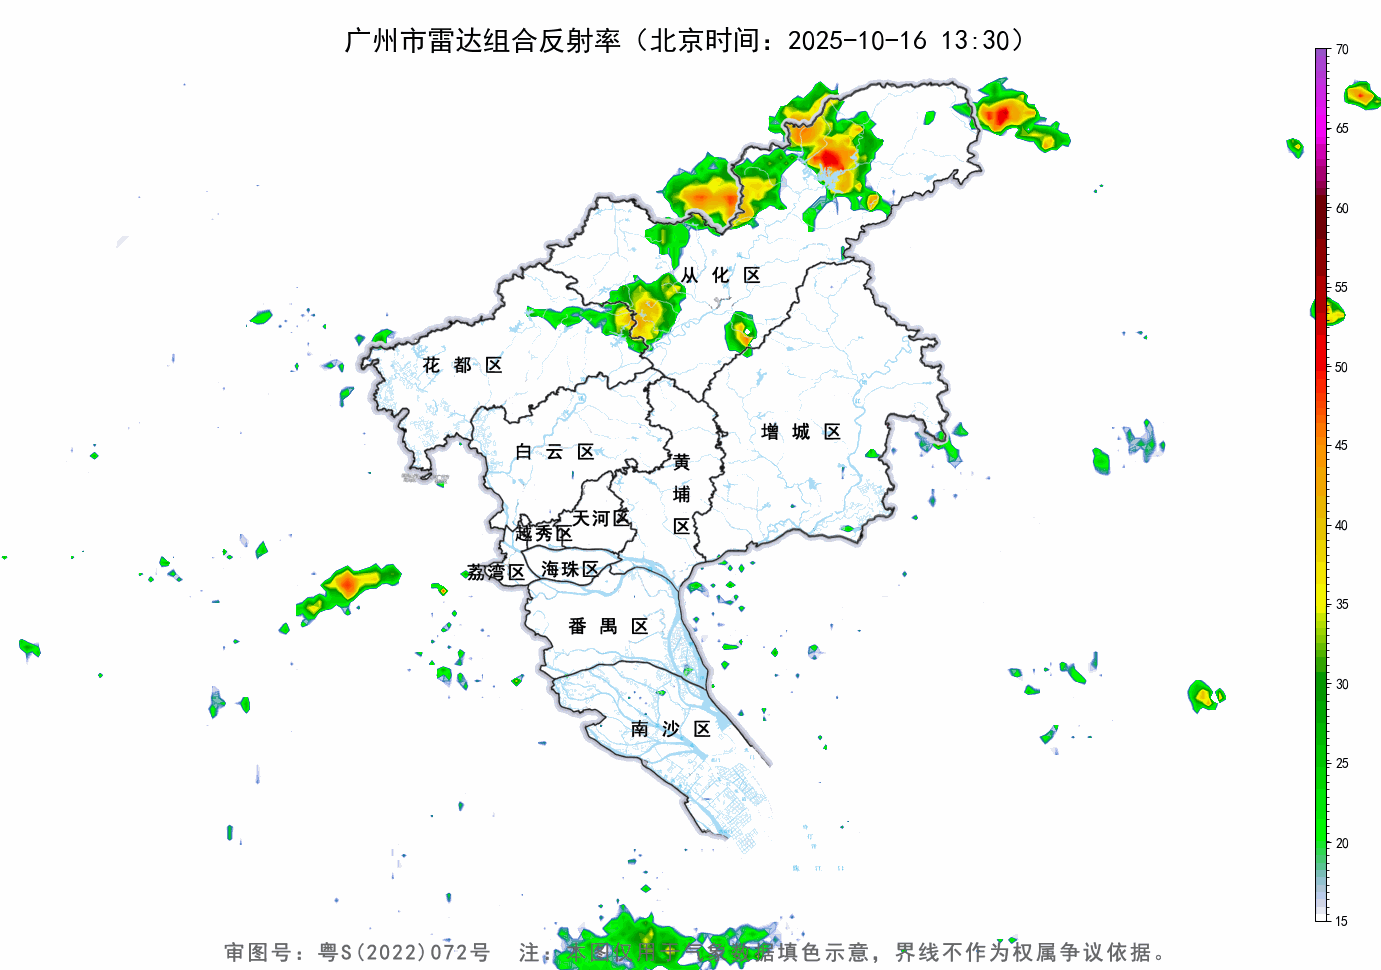 广州市雷达组合反射率（北京时间：2025-10-16 13:30）
70
65
60
55
50
45
40
35
30
25
20
15
从化区
花都区
增城区
白云区
黄埔区
天河区
越秀区
荔湾区
海珠区
番禺区
南沙区
审图号：粤S(2022)072号 注：本图仅用于气象数据填色示意，界线不作为权属争议依据。